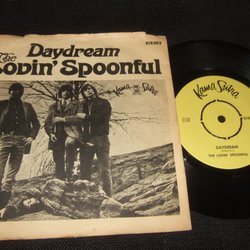 Daydream
The
Lovin' Spoonful
Kama Sutra
Kama Sutra
DAYDREAM
THE LOVIN' SPOONFUL